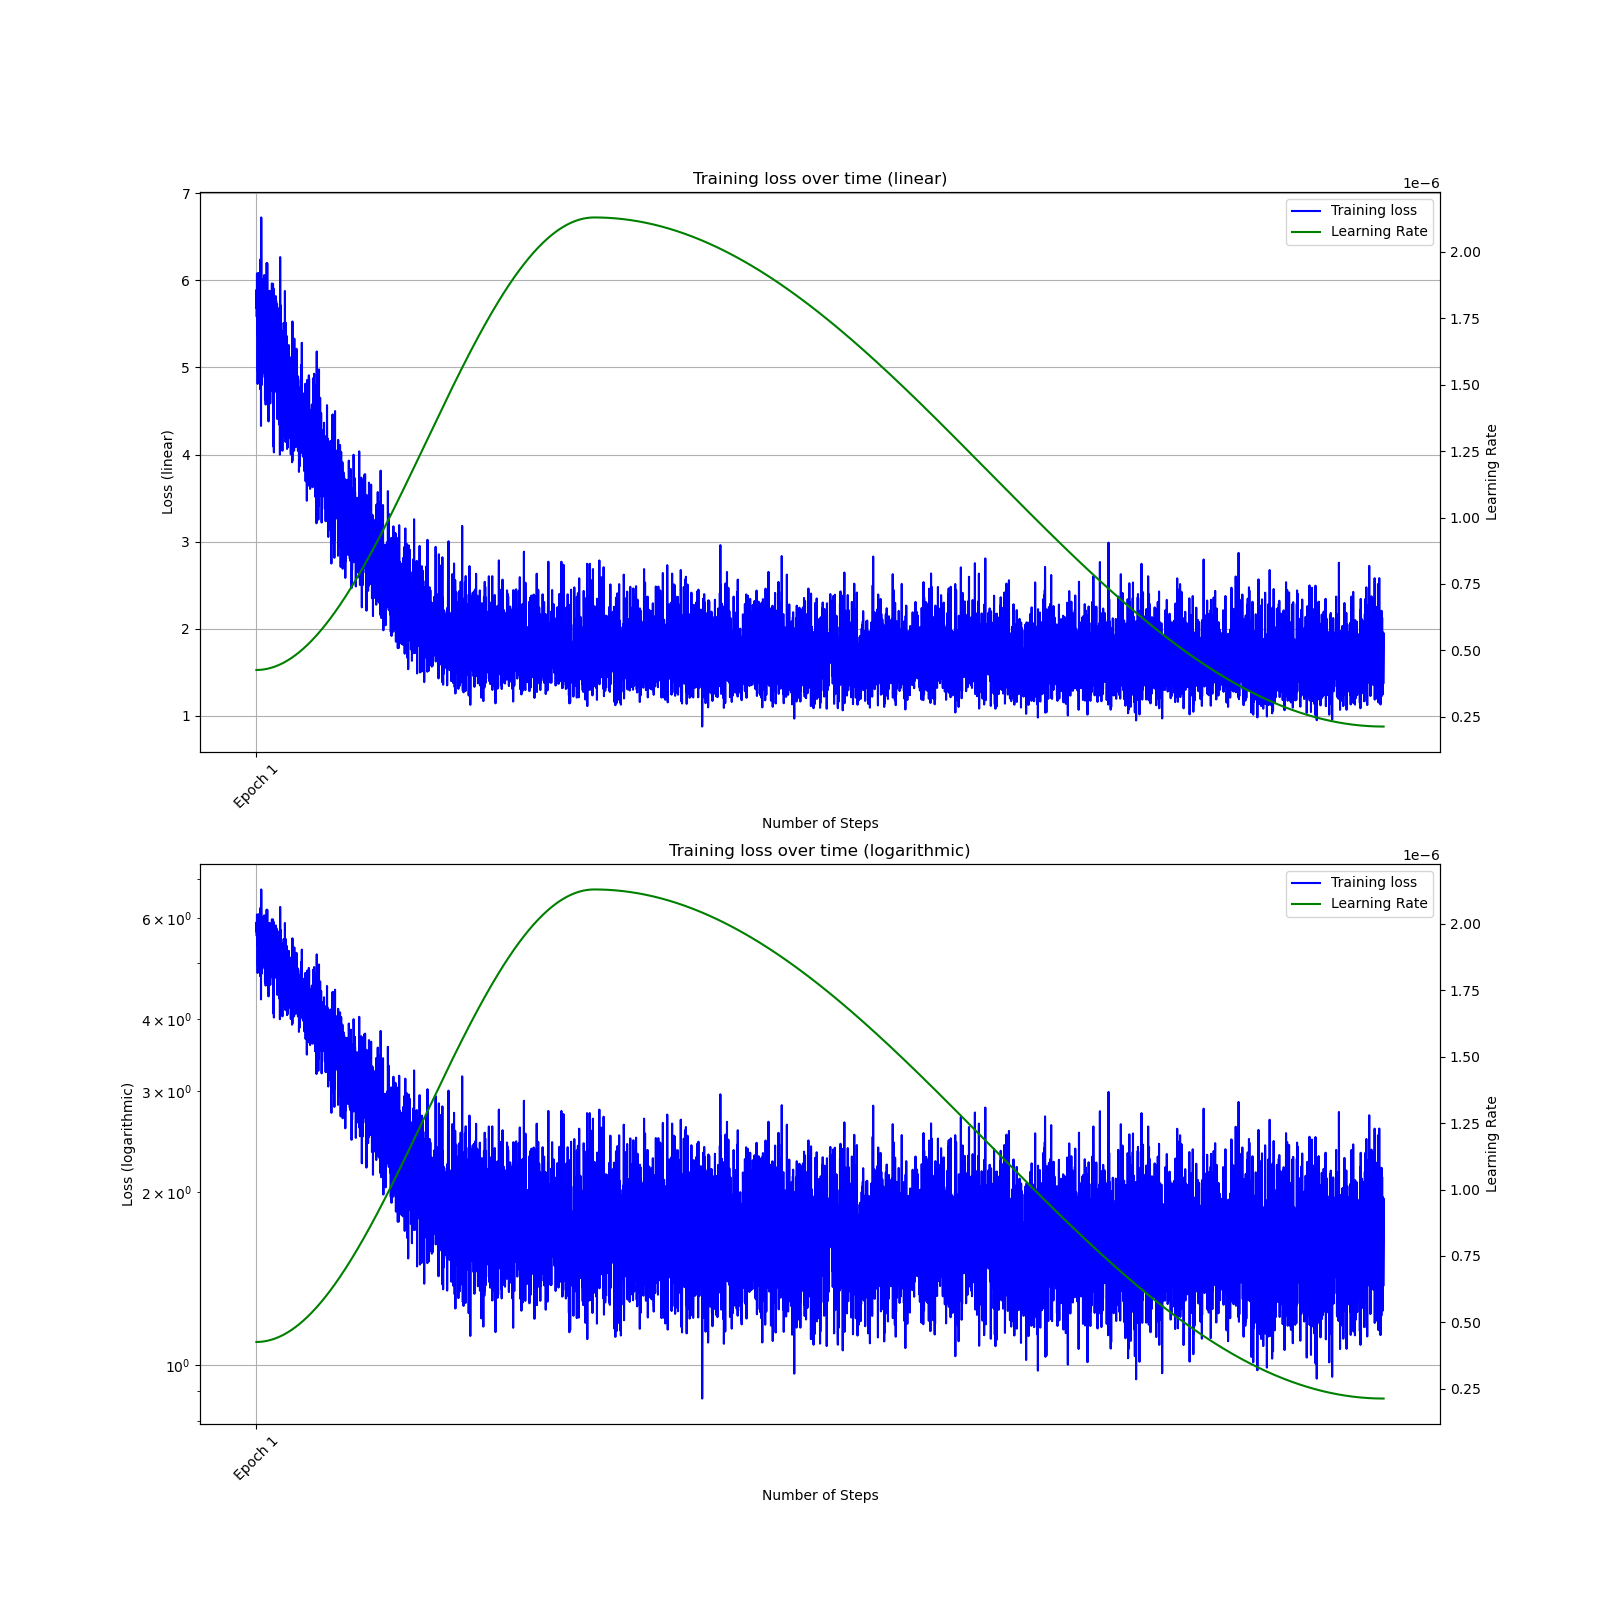 Training loss over time (linear)
1e−6
Training loss
Learning Rate
7
6
5
4
3
2
1
Loss (linear)
2.00
1.75
1.50
1.25
1.00
0.75
0.50
0.25
Learning Rate
Epoch 1
Number of Steps
Training loss over time (logarithmic)
1e−6
Training loss
Learning Rate
6 × 10⁰
4 × 10⁰
3 × 10⁰
2 × 10⁰
10⁰
Loss (logarithmic)
2.00
1.75
1.50
1.25
1.00
0.75
0.50
0.25
Learning Rate
Epoch 1
Number of Steps